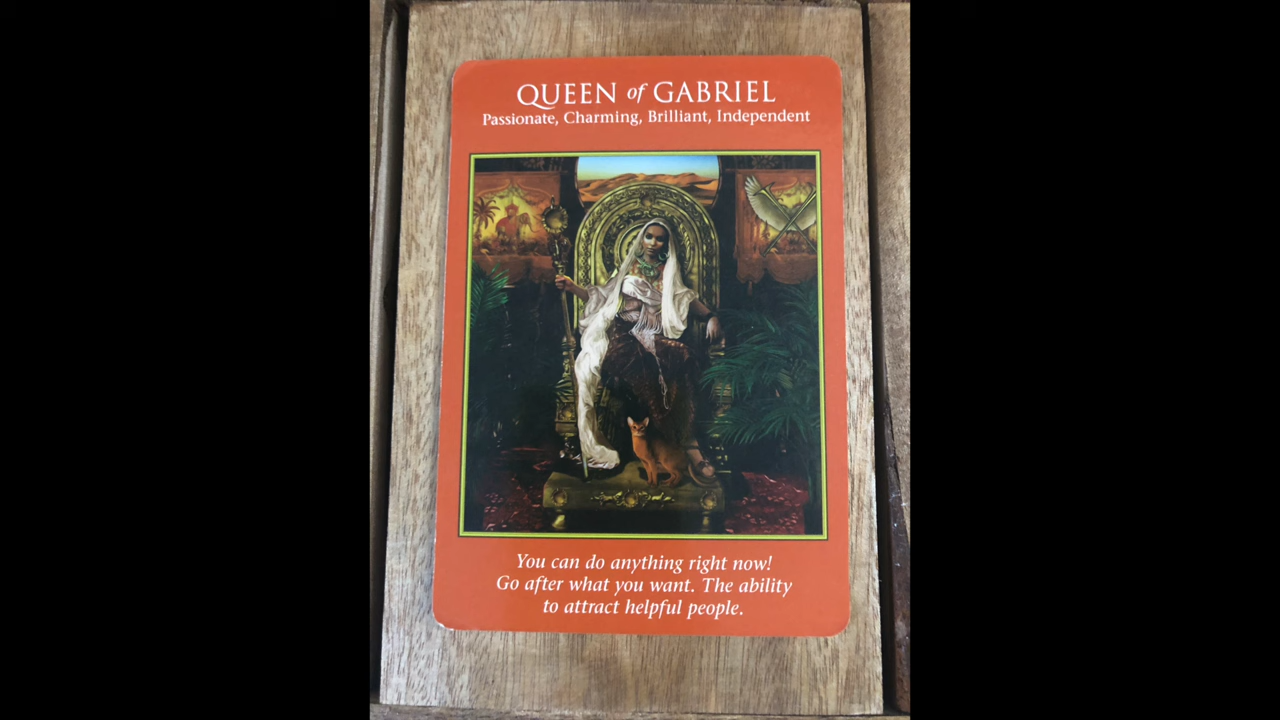 QUEEN of GABRIEL
Passionate, Charming, Brilliant, Independent
You can do anything right now!
Go after what you want. The ability
to attract helpful people.